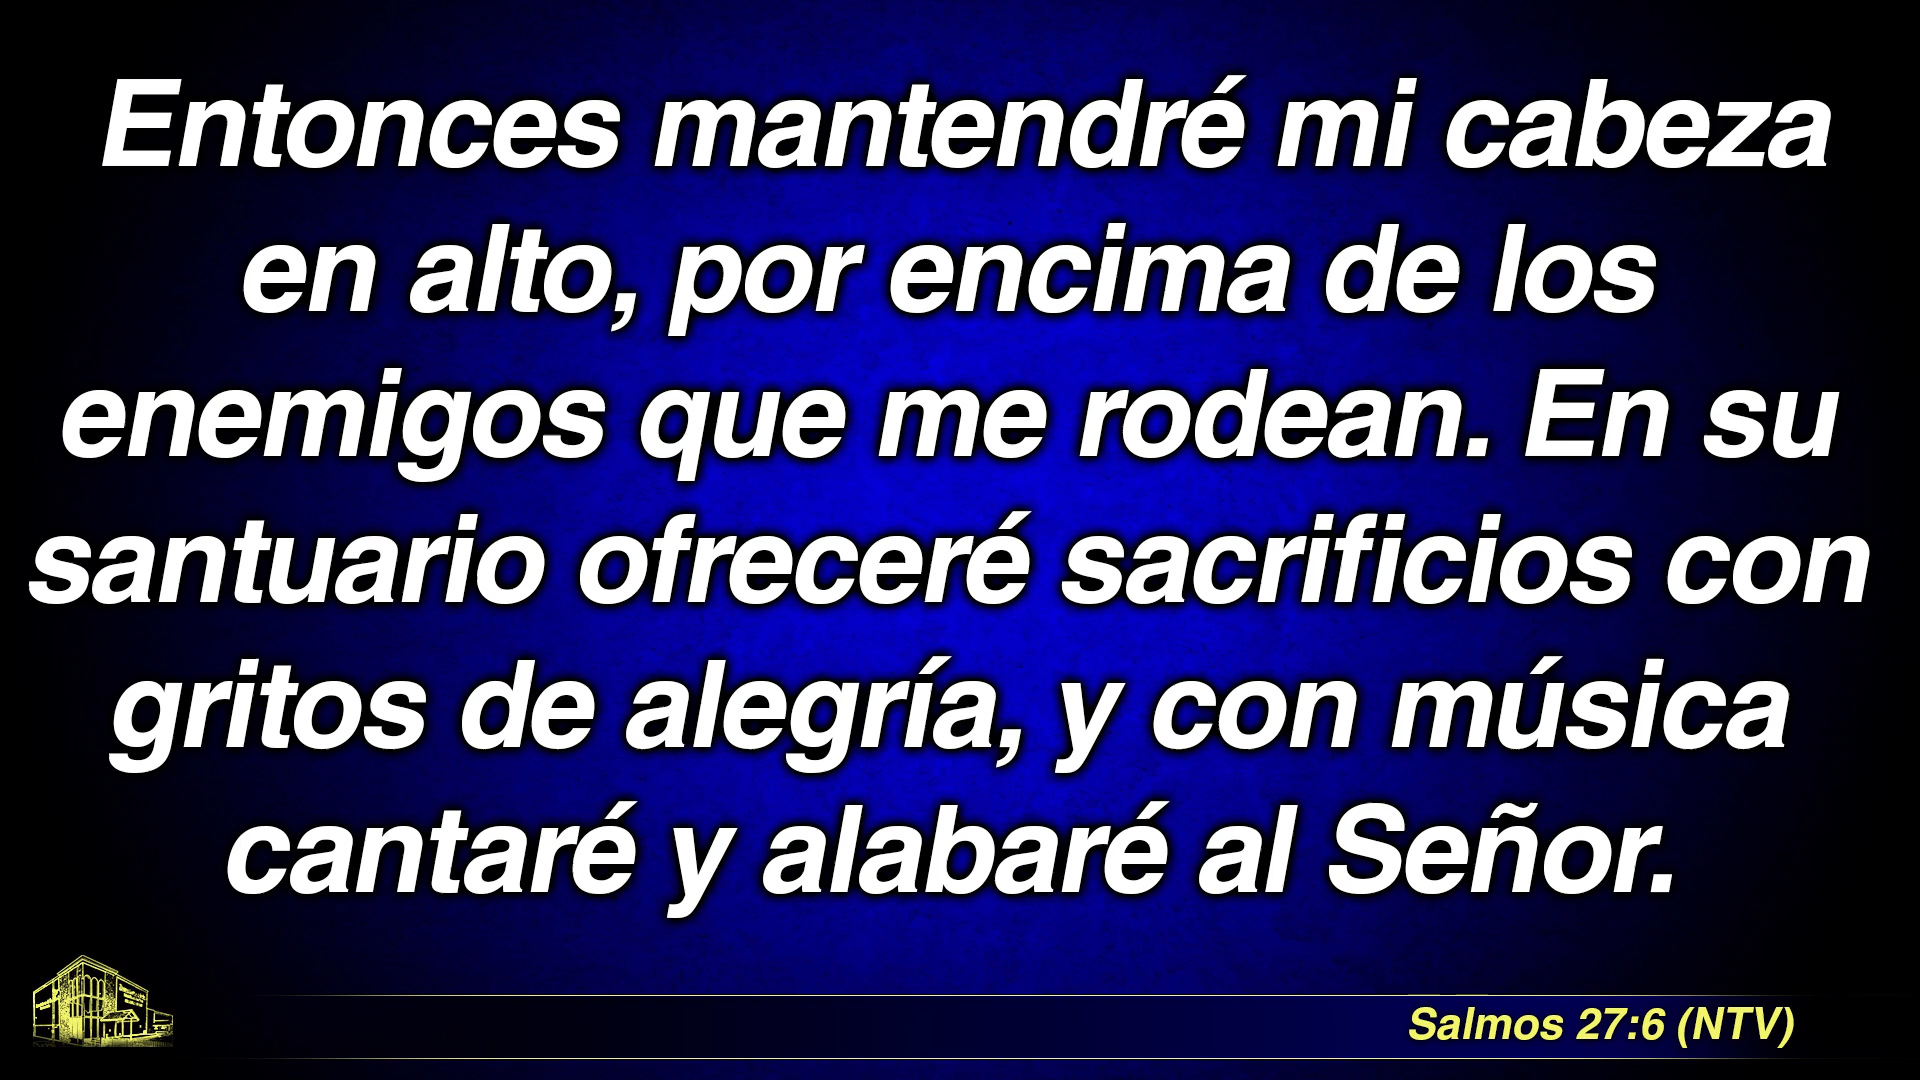 Entonces mantendré mi cabeza
en alto, por encima de los
enemigos que me rodean. En su
santuario ofreceré sacrificios con
gritos de alegría, y con música
cantaré y alabaré al Señor.
Salmos 27:6 (NTV)